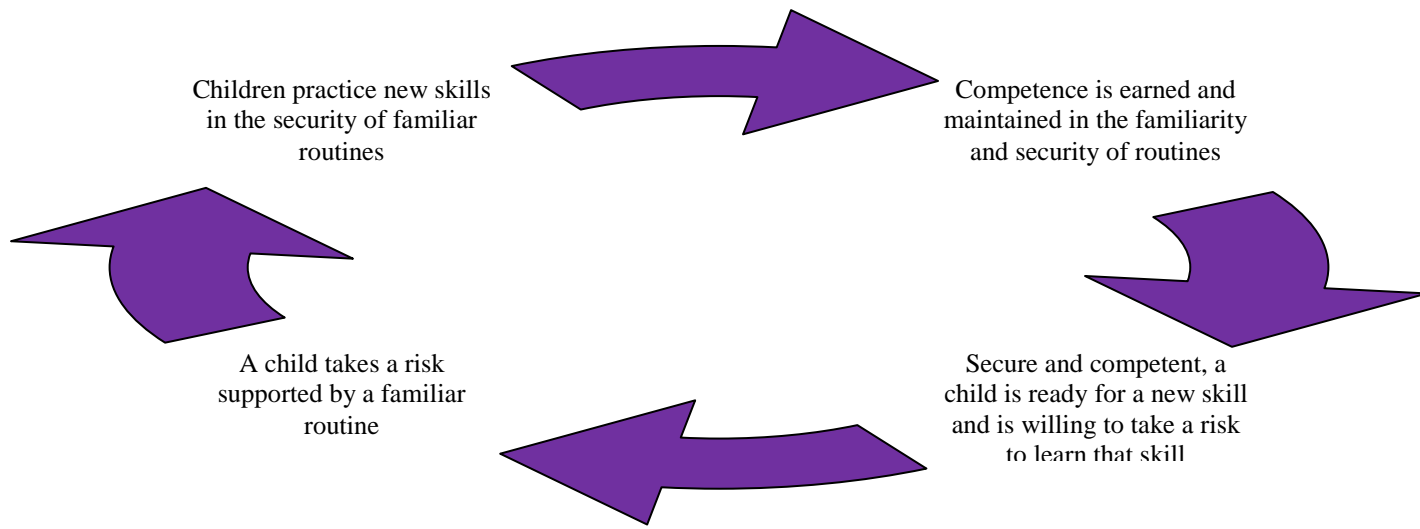 Children practice new skills
in the security of familiar
routines
Competence is earned and
maintained in the familiarity
and security of routines
Secure and competent, a
child is ready for a new skill
and is willing to take a risk
to learn that skill
A child takes a risk
supported by a familiar
routine